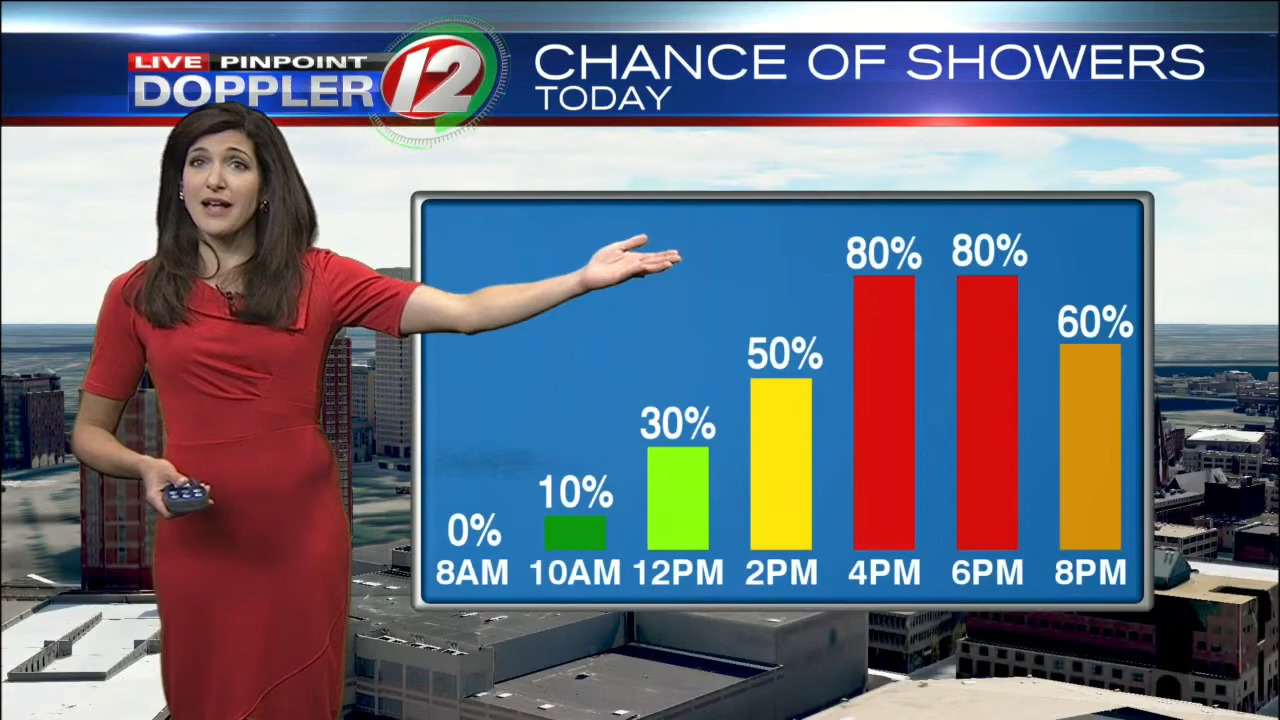 LIVE PINPOINT
DOPPLER 12
CHANCE OF SHOWERS
TODAY
0% 10% 30% 50% 80% 80% 60%
8AM 10AM 12PM 2PM 4PM 6PM 8PM